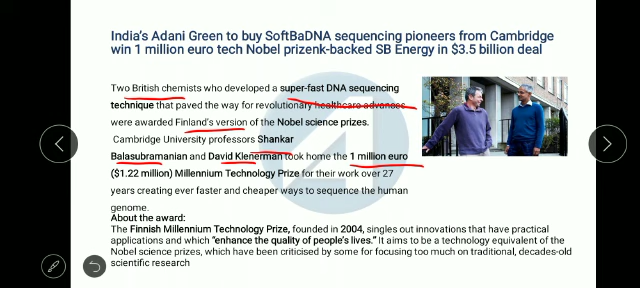 India's Adani Green to buy SoftBaDNA sequencing pioneers from Cambridge
win 1 million euro tech Nobel prizenk-backed SB Energy in $3.5 billion deal
Two British chemists who developed a super-fast DNA sequencing
technique that paved the way for revolutionary healthcare advances
were awarded Finland's version of the Nobel science prizes.
Cambridge University professors Shankar
Balasubramanian and David Klenerman took home the 1 million euro
($1.22 million) Millennium Technology Prize for their work over 27
years creating ever faster and cheaper ways to sequence the human
genome.
About the award:
The Finnish Millennium Technology Prize, founded in 2004, singles out innovations that have practical
applications and which "enhance the quality of people's lives." It aims to be a technology equivalent of the
Nobel science prizes, which have been criticised by some for focusing too much on traditional, decades-old
scientific research